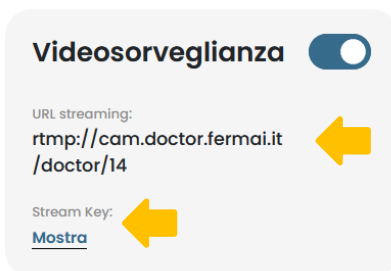 Videosorveglianza
URL streaming:
rtmp://cam.doctor.fermai.it
/doctor/14
Stream Key:
Mostra